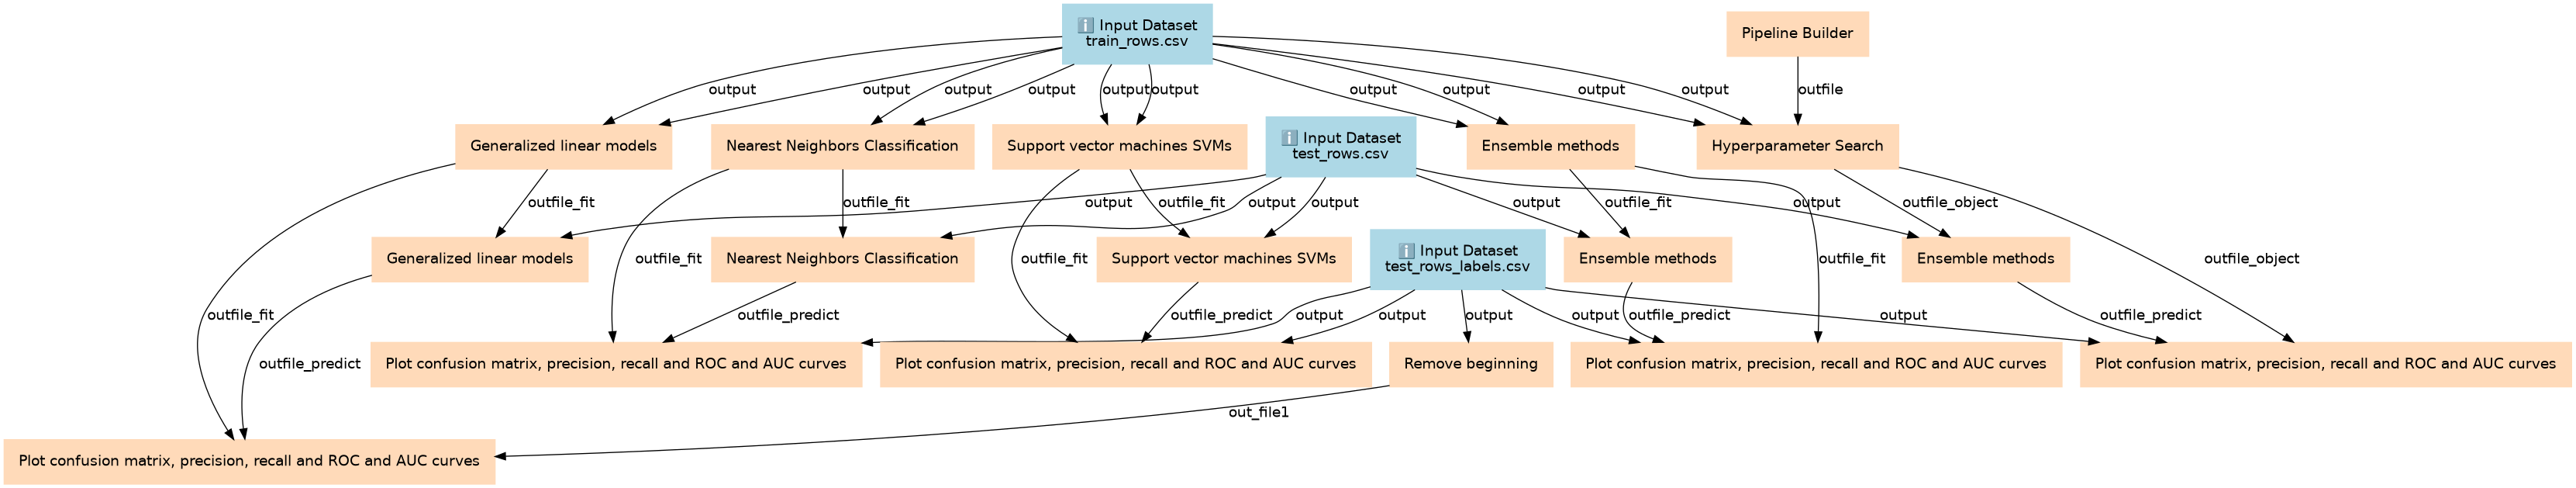 ℹ️ Input Dataset
train_rows.csv
Pipeline Builder
output
output
output
output
output
output
output
output
output
output
outfile
Generalized linear models
Nearest Neighbors Classification
Support vector machines SVMs
ℹ️ Input Dataset
test_rows.csv
Ensemble methods
Hyperparameter Search
outfile_fit
outfile_fit
output
outfile_fit
output
output
output
outfile_fit
output
outfile_object
Generalized linear models
outfile_fit
Nearest Neighbors Classification
outfile_fit
Support vector machines SVMs
ℹ️ Input Dataset
test_rows_labels.csv
Ensemble methods
outfile_fit
Ensemble methods
outfile_object
outfile_fit
outfile_predict
outfile_predict
output
output
output
output
outfile_predict
output
outfile_predict
outfile_predict
Plot confusion matrix, precision, recall and ROC and AUC curves
Plot confusion matrix, precision, recall and ROC and AUC curves
Remove beginning
Plot confusion matrix, precision, recall and ROC and AUC curves
Plot confusion matrix, precision, recall and ROC and AUC curves
out_file1
Plot confusion matrix, precision, recall and ROC and AUC curves